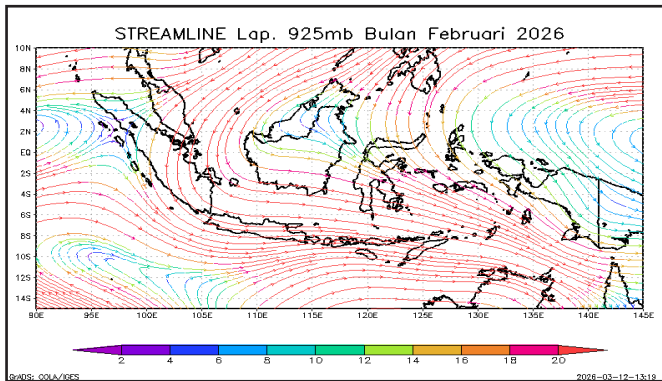 STREAMLINE Lap. 925mb Bulan Februari 2026
10N
8N
6N
4N
2N
EQ
2S
4S
6S
8S
10S
12S
14S
90E 95E 100E 105E 110E 115E 120E 125E 130E 135E 140E 145E
2 4 6 8 10 12 14 16 18 20
GrADS: COLA/IGES 2026-03-12-13:19